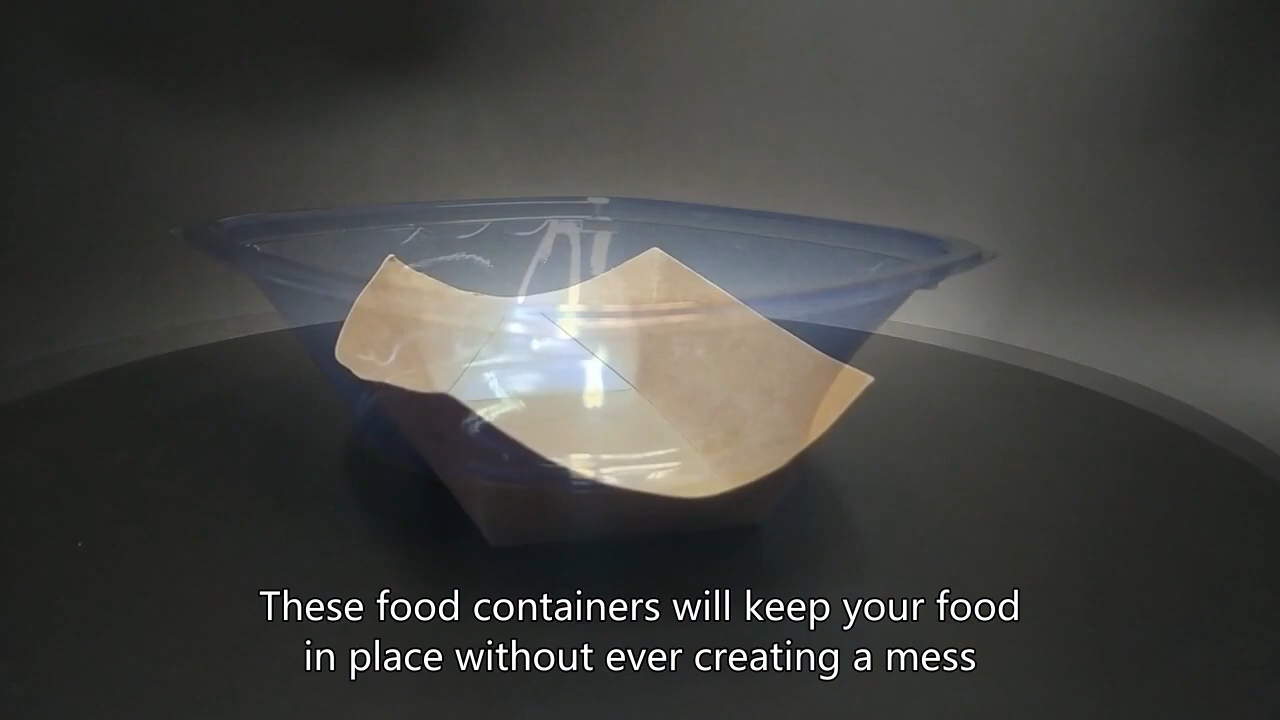 These food containers will keep your food
in place without ever creating a mess